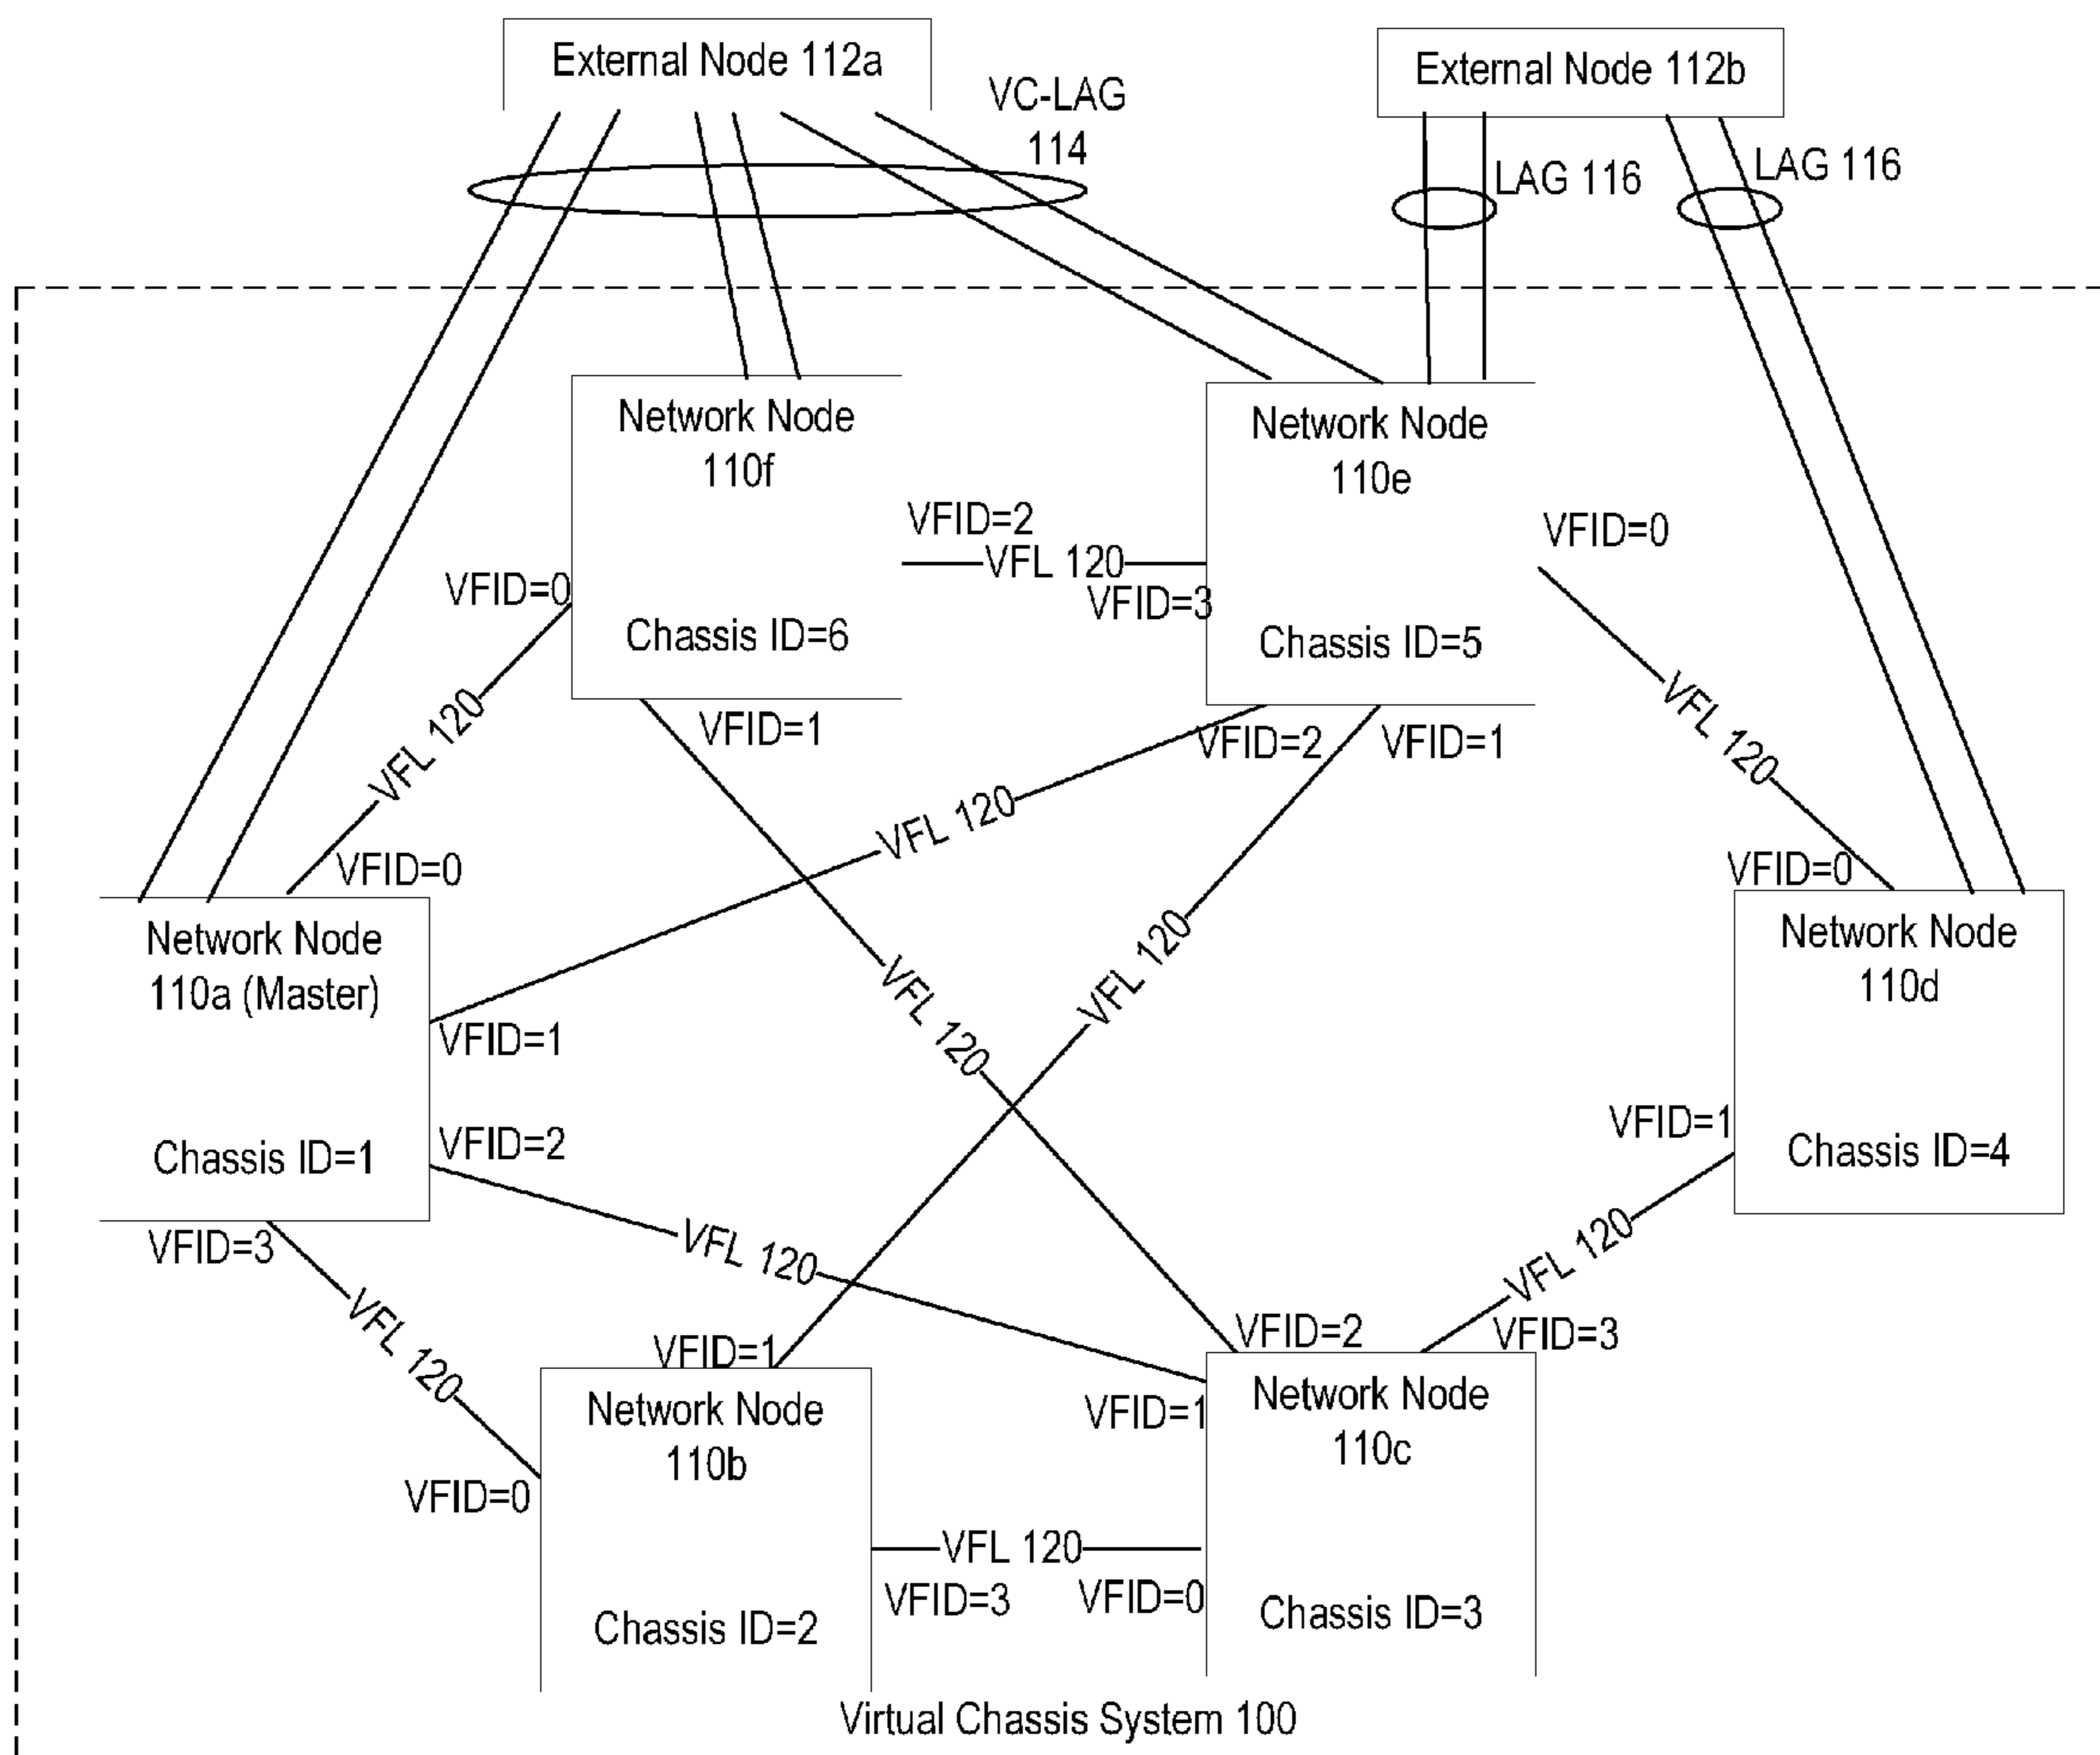 External Node 112a
VC-LAG
114
External Node 112b
LAG 116
LAG 116
Network Node
110f
Chassis ID=6
Network Node
110e
Chassis ID=5
VFID=2
VFL 120
VFID=3
VFID=0
VFID=0
VFL 120
VFID=1
VFID=2
VFID=1
VFL 120
VFL 120
VFID=0
VFID=0
Network Node
110a (Master)
Chassis ID=1
VFID=1
VFID=2
VFL 120
VFL 120
Network Node
110d
Chassis ID=4
VFID=1
VFL 120
VFID=3
VFL 120
VFL 120
VFID=3
VFID=1
VFID=2
VFID=1
VFID=0
Network Node
110b
Chassis ID=2
Network Node
110c
Chassis ID=3
VFL 120
VFID=3
VFID=0
Virtual Chassis System 100